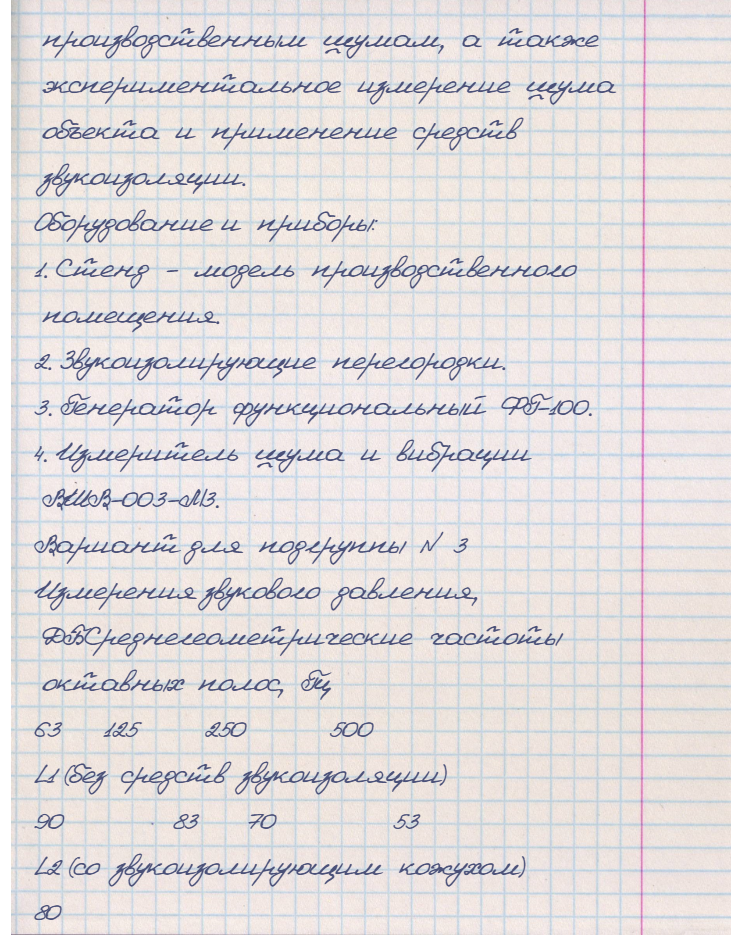 производственным шумам, а также
экспериментальное измерение шума
объекта и применение средств
звукоизоляции.
Оборудование и приборы:
1. Стенд - модель производственного
помещения.
2. Звукоизолирующие перегородки.
3. Генератор функциональный ФГ-100.
4. Измеритель шума и вибрации
ВШВ-003-М3.
Вариант для подгруппы N 3
Измерения звукового давления,
ДБСреднегеометрические частоты
октавных полос, Гц
63 125 250 500
L1 (без средств звукоизоляции)
90 83 70 53
L2 (со звукоизолирующим кожухом)
80